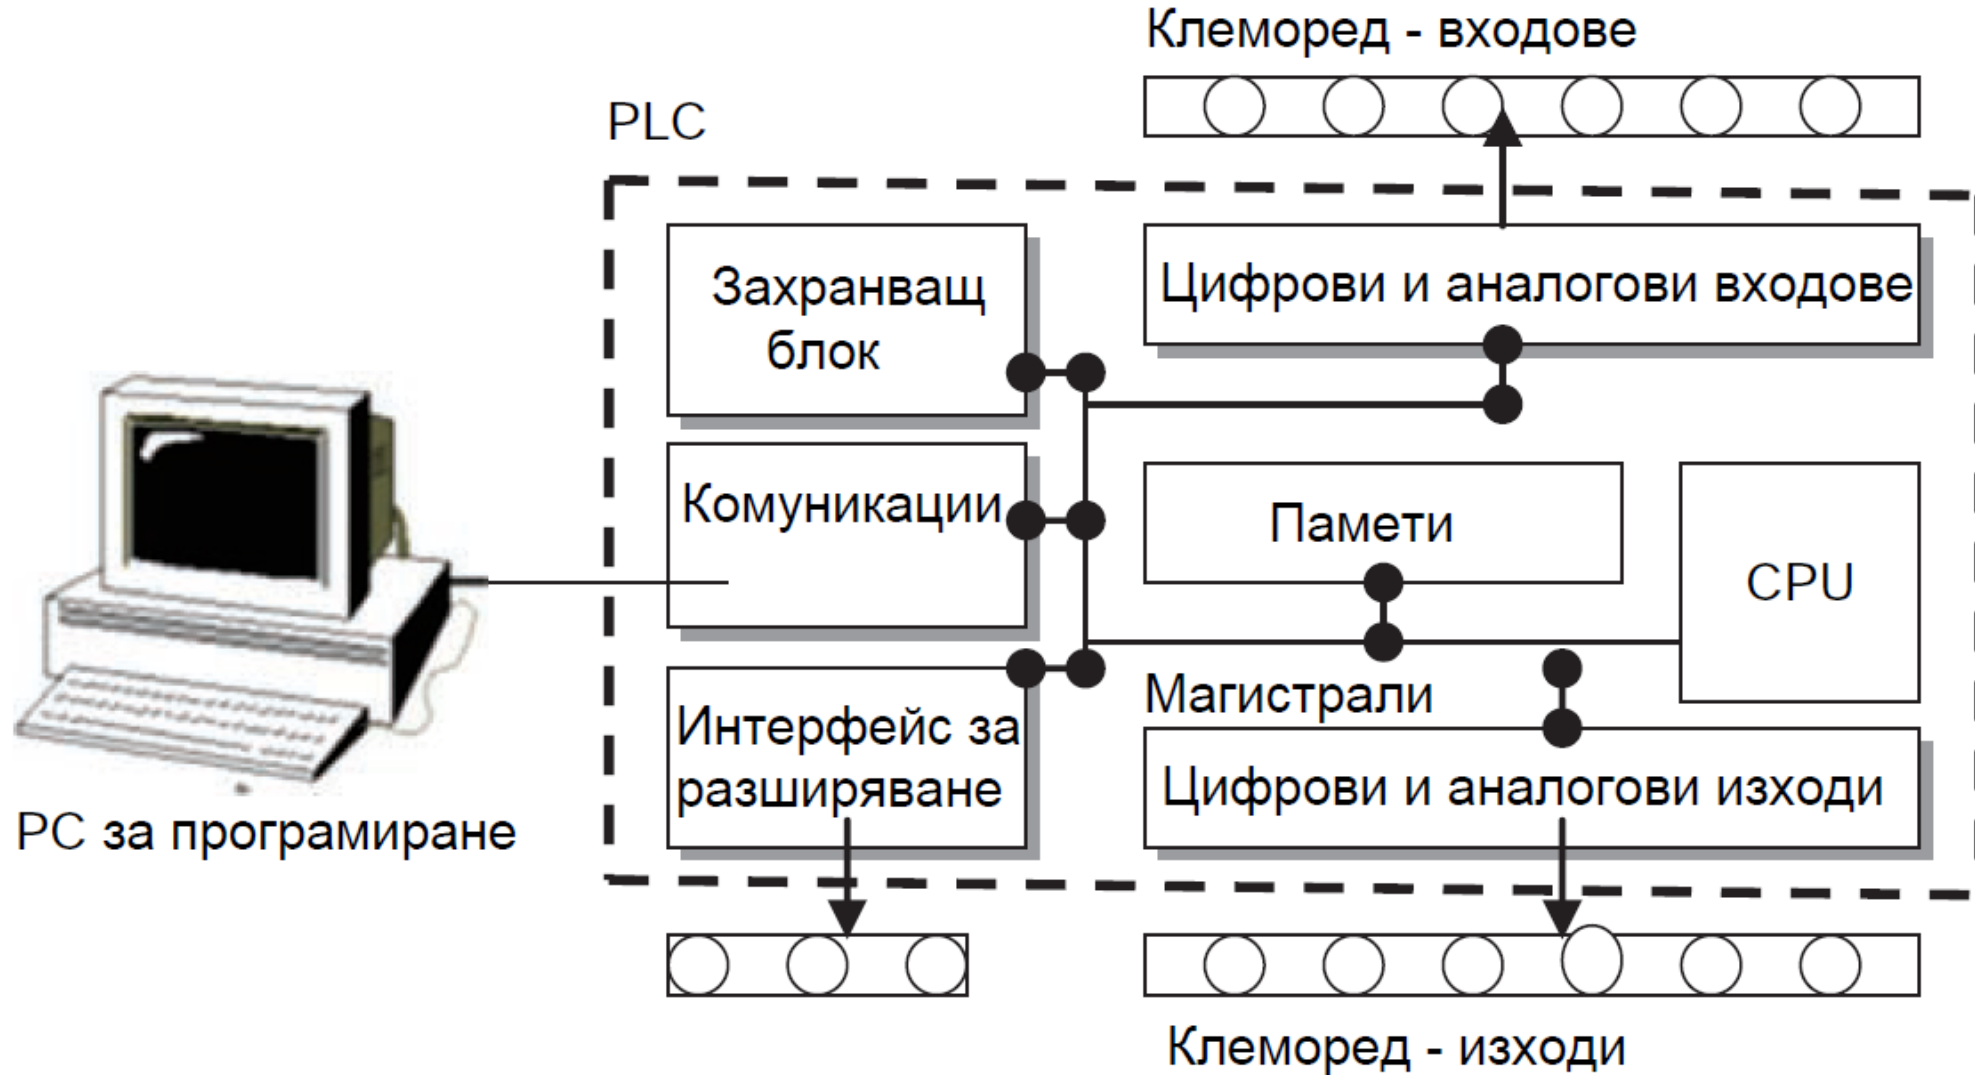 Клеморед - входове
PLC
Захранващ
блок
Цифрови и аналогови входове
Комуникации
Памети
CPU
Магистрали
Интерфейс за
разширяване
Цифрови и аналогови изходи
PC за програмиране
Клеморед - изходи